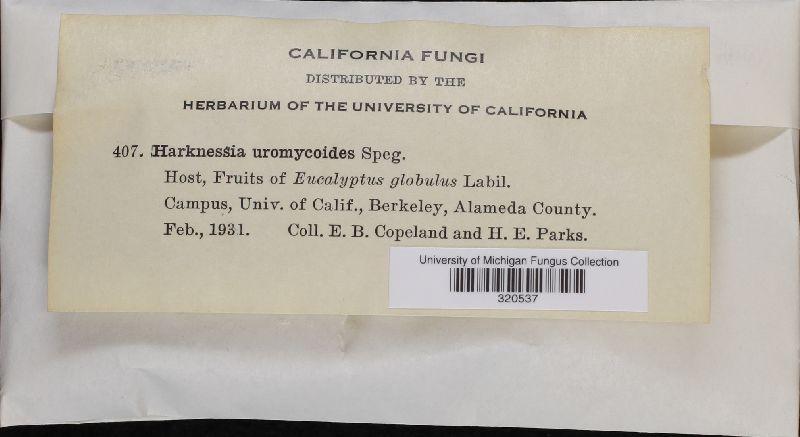 CALIFORNIA FUNGI
DISTRIBUTED BY THE
HERBARIUM OF THE UNIVERSITY OF CALIFORNIA
407. Harknessia uromycoides Speg.
Host, Fruits of Eucalyptus globulus Labil.
Campus, Univ. of Calif., Berkeley, Alameda County.
Feb., 1931. Coll. E. B. Copeland and H. E. Parks.
University of Michigan Fungus Collection
320537